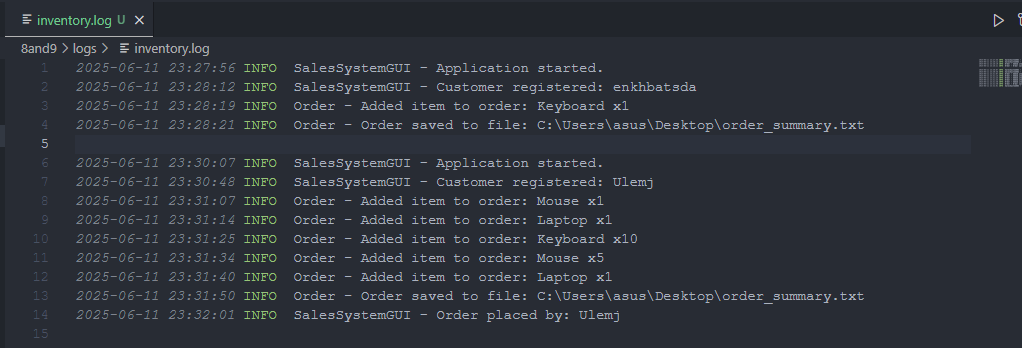 inventory.log U
8and9 > logs > inventory.log
1 2025-06-11 23:27:56 INFO SalesSystemGUI - Application started.
2 2025-06-11 23:28:12 INFO SalesSystemGUI - Customer registered: enkhbatsda
3 2025-06-11 23:28:19 INFO Order - Added item to order: Keyboard x1
4 2025-06-11 23:28:21 INFO Order - Order saved to file: C:\Users\asus\Desktop\order_summary.txt
5
6 2025-06-11 23:30:07 INFO SalesSystemGUI - Application started.
7 2025-06-11 23:30:48 INFO SalesSystemGUI - Customer registered: Ulemj
8 2025-06-11 23:31:07 INFO Order - Added item to order: Mouse x1
9 2025-06-11 23:31:14 INFO Order - Added item to order: Laptop x1
10 2025-06-11 23:31:25 INFO Order - Added item to order: Keyboard x10
11 2025-06-11 23:31:34 INFO Order - Added item to order: Mouse x5
12 2025-06-11 23:31:40 INFO Order - Added item to order: Laptop x1
13 2025-06-11 23:31:50 INFO Order - Order saved to file: C:\Users\asus\Desktop\order_summary.txt
14 2025-06-11 23:32:01 INFO SalesSystemGUI - Order placed by: Ulemj
15